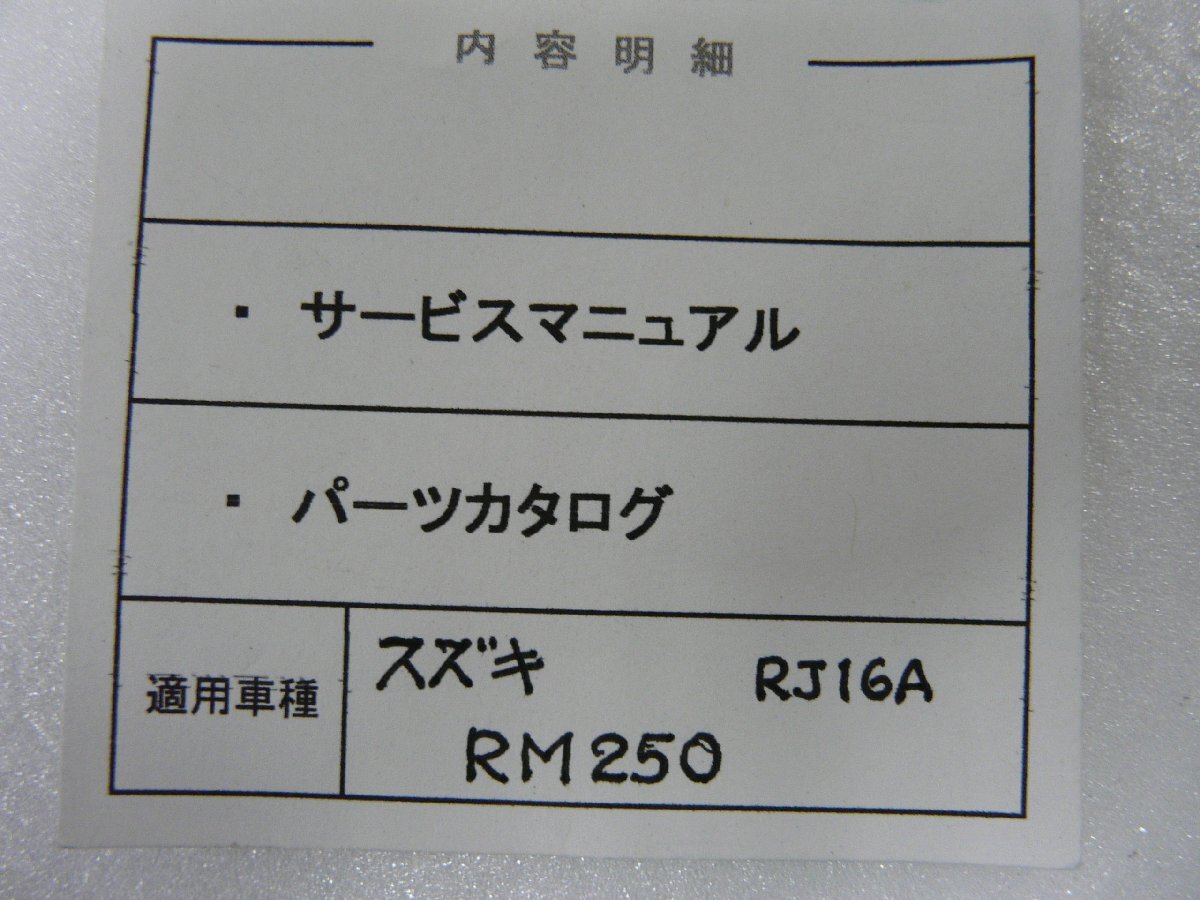 内容明細
・サービスマニュアル
・パーツカタログ
適用車種
スズキ RJ16A
RM250